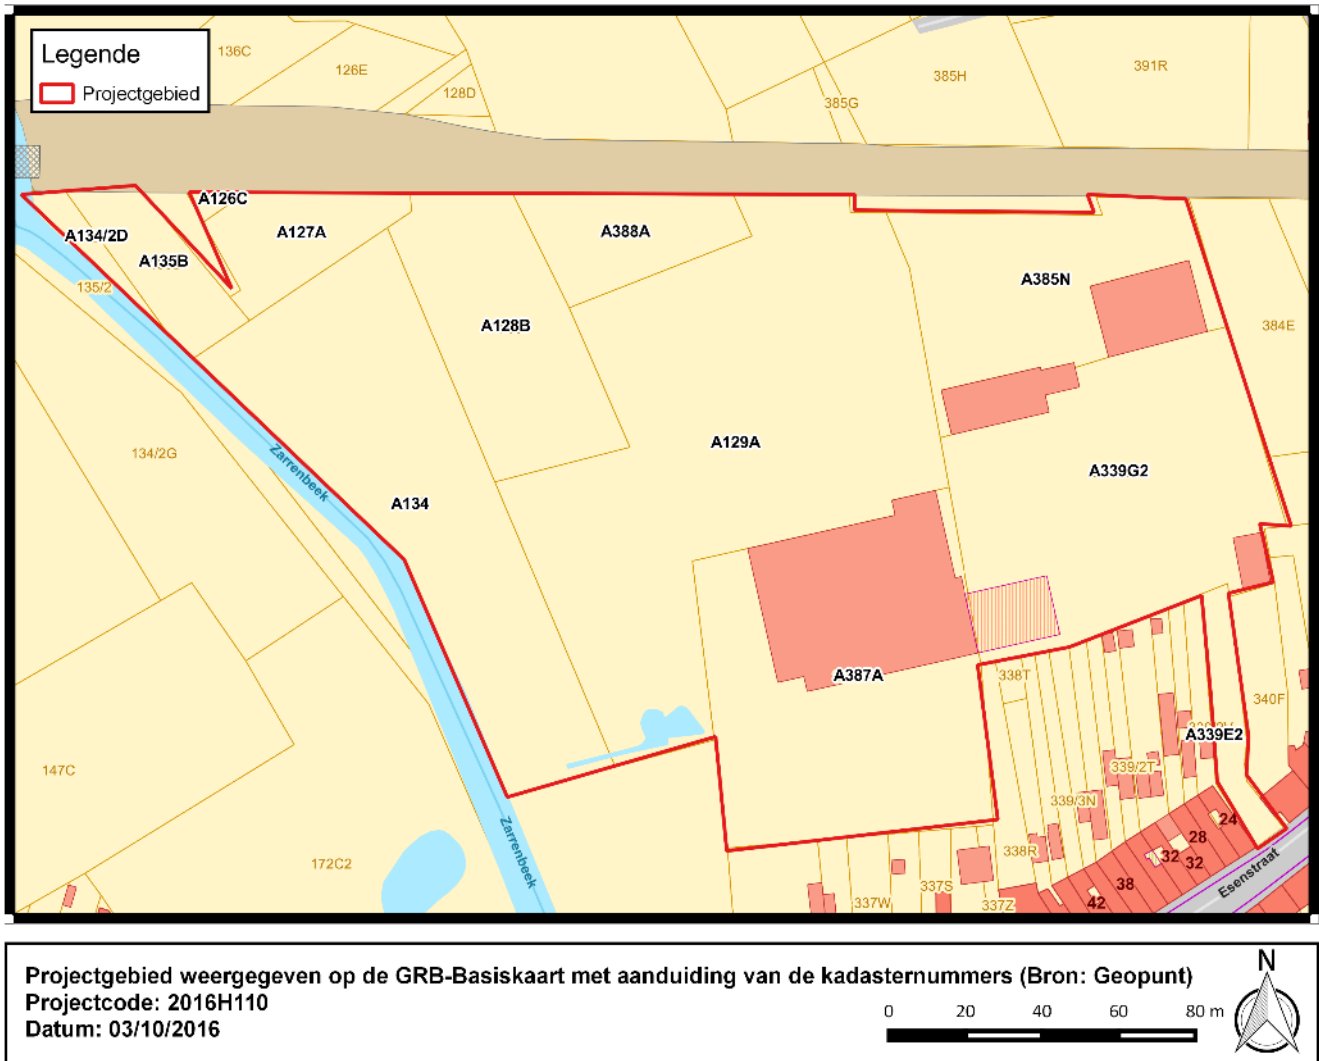 Legende
Projectgebied
136C
126E
128D
385G
385H
391R
A126C
A134/2D
A127A
A388A
A135B
135/2
A385N
A128B
384E
A129A
134/2G
Zarrenbeek
A339G2
A134
A387A
338T
340F
A339E2
147C
339/2T
339/3N
Zarrenbeek
172C2
338R
24
28
32
32
38
42
Esenstraat
337S
337W
337Z
Projectgebied weergegeven op de GRB-Basiskaart met aanduiding van de kadasternummers (Bron: Geopunt)
Projectcode: 2016H110
Datum: 03/10/2016
N
0 20 40 60 80 m